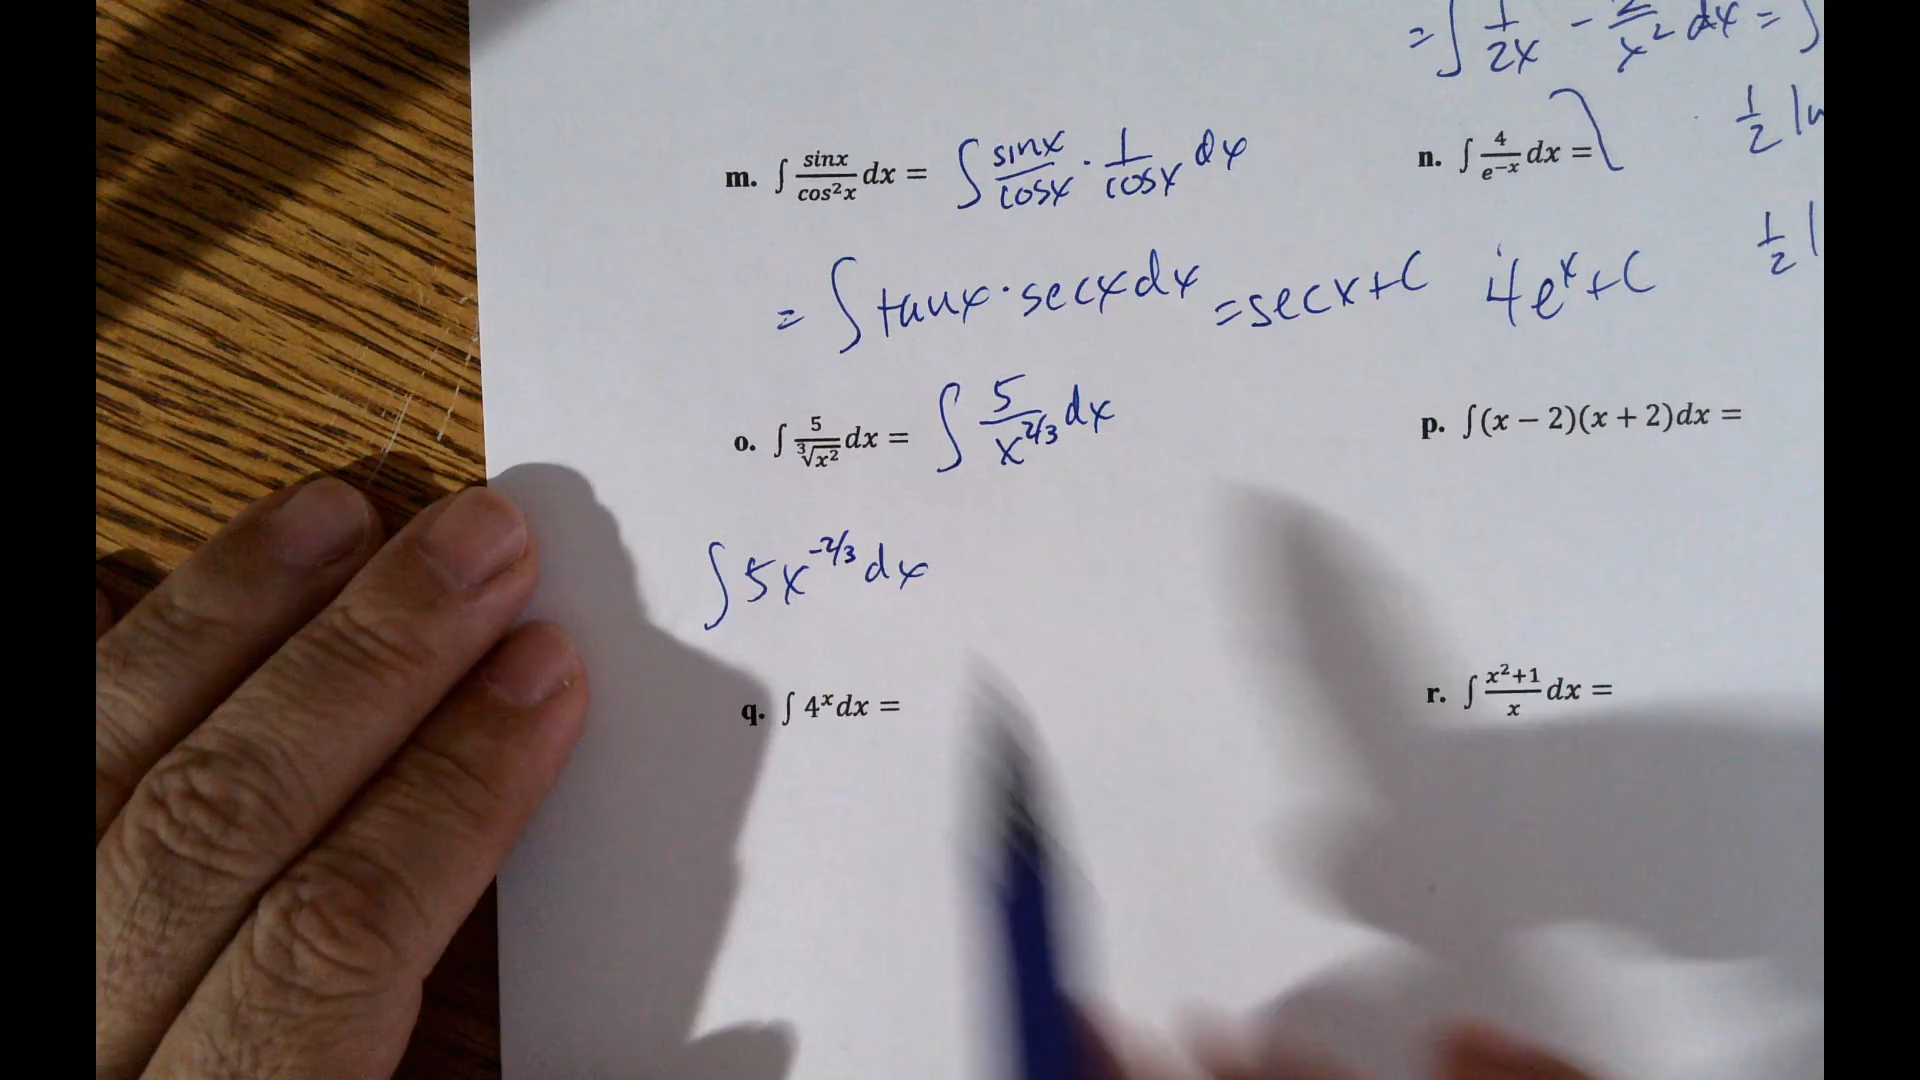 = ∫ 1/2x - 2/x² dx = ∫
½ ln
m. ∫ sinx/cos²x dx = ∫ sinx/cosx · 1/cosx dx
n. ∫ 4/e⁻ˣ dx =
= ∫ tanx · secx dx = secx + C
4eˣ + C
½ |
o. ∫ 5/∛x² dx = ∫ 5/x^2/3 dx
p. ∫(x − 2)(x + 2)dx =
∫ 5x^-2/3 dx
q. ∫ 4ˣdx =
r. ∫ x²+1/x dx =